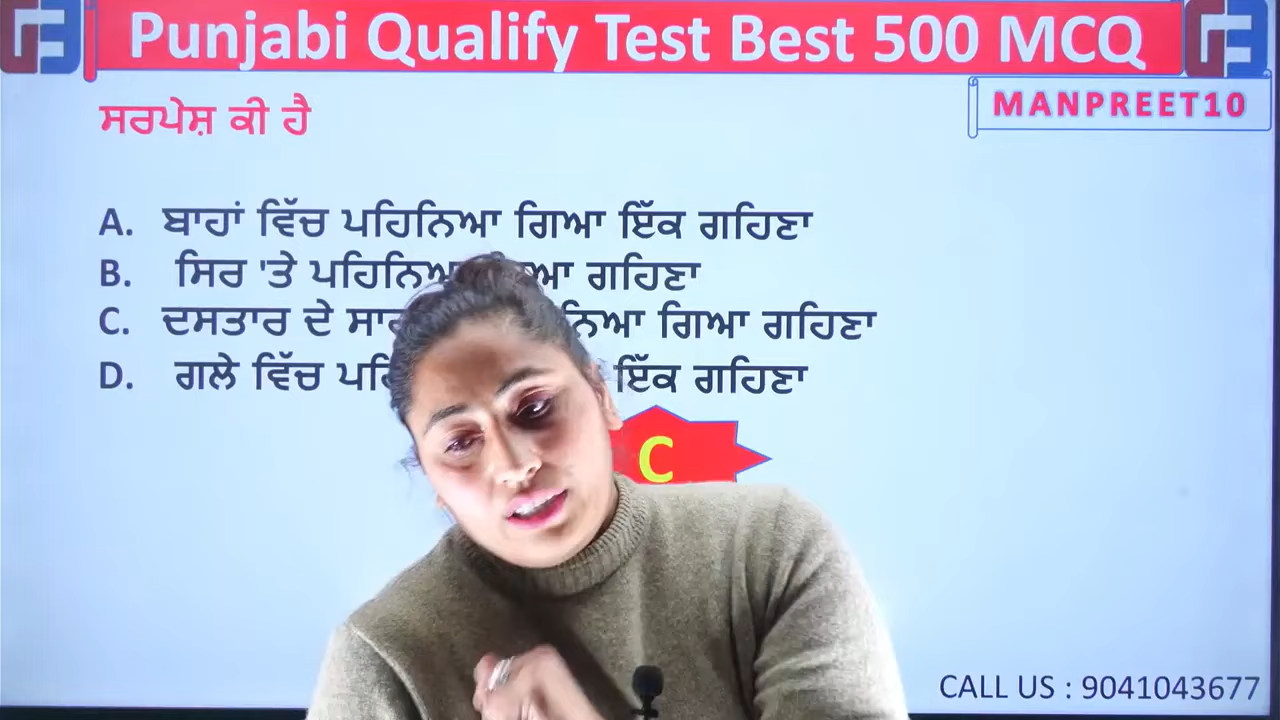 Punjabi Qualify Test Best 500 MCQ
MANPREET10
ਸਰਪੇਸ਼ ਕੀ ਹੈ
A. ਬਾਹਾਂ ਵਿੱਚ ਪਹਿਨਿਆ ਗਿਆ ਇੱਕ ਗਹਿਣਾ
B. ਸਿਰ 'ਤੇ ਗਹਿਣਾ
C. ਦਸਤਾਰ ਦੇ ਗਿਆ ਗਹਿਣਾ
D. ਗਲੇ ਵਿੱਚ ਇੱਕ ਗਹਿਣਾ
C
CALL US : 9041043677